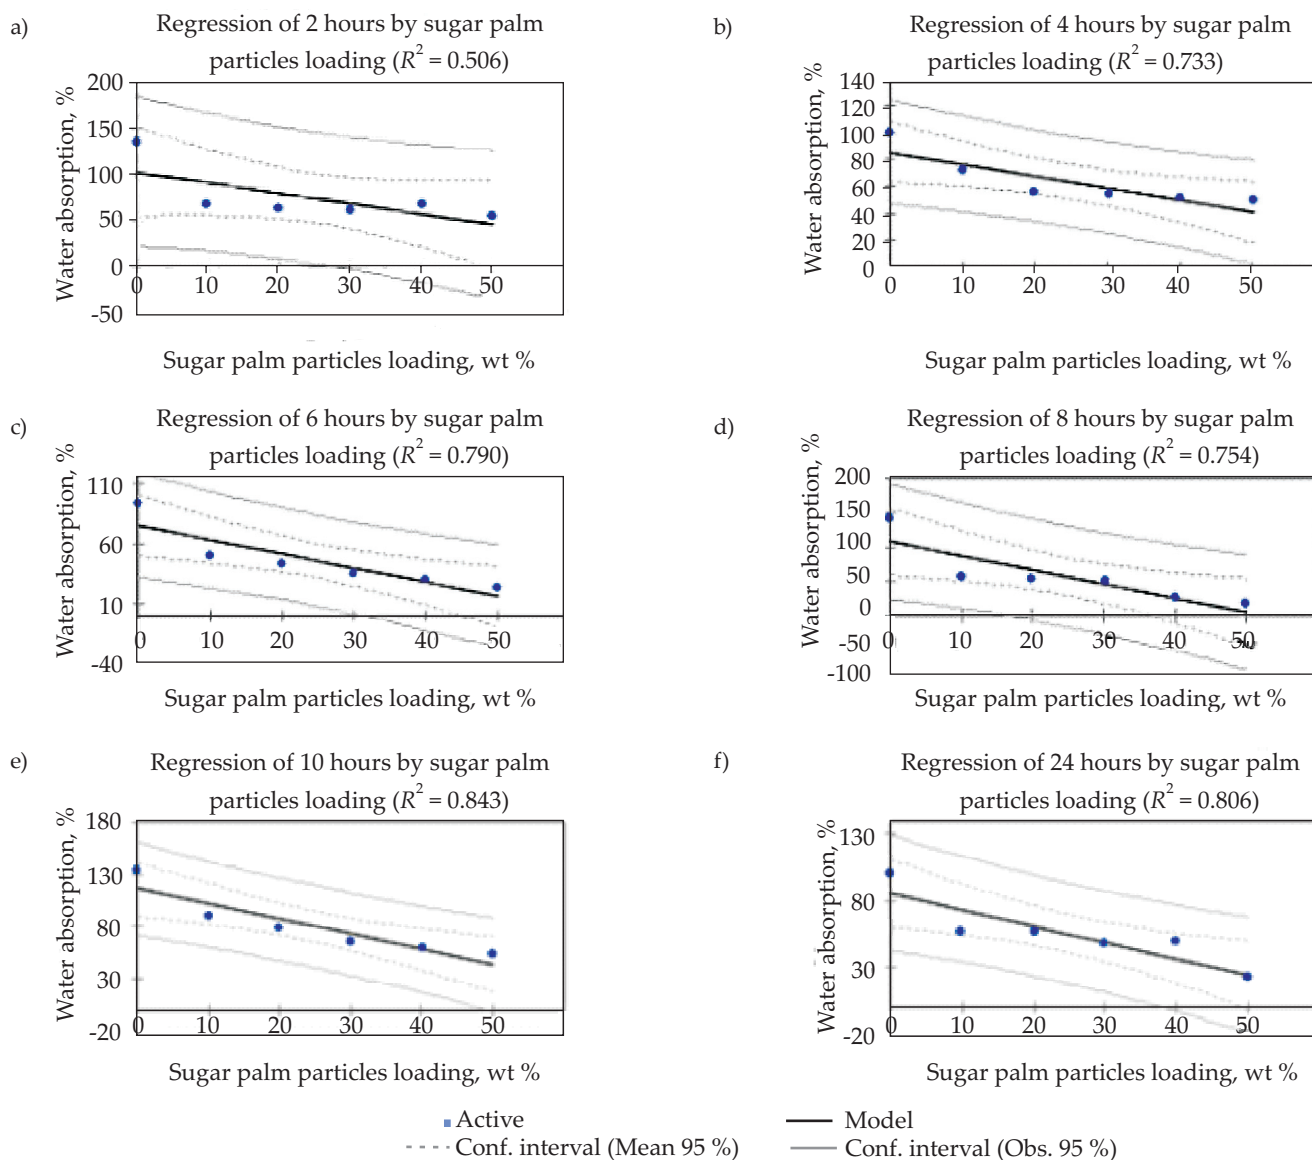 a)
Regression of 2 hours by sugar palm
particles loading (R² = 0.506)
Water absorption, %
200
150
100
50
0
-50
0 10 20 30 40 50
Sugar palm particles loading, wt %
b)
Regression of 4 hours by sugar palm
particles loading (R² = 0.733)
Water absorption, %
140
120
100
80
60
40
20
0
0 10 20 30 40 50
Sugar palm particles loading, wt %
c)
Regression of 6 hours by sugar palm
particles loading (R² = 0.790)
Water absorption, %
110
60
10
-40
0 10 20 30 40 50
Sugar palm particles loading, wt %
d)
Regression of 8 hours by sugar palm
particles loading (R² = 0.754)
Water absorption, %
200
150
100
50
0
-50
-100
0 10 20 30 40 50
Sugar palm particles loading, wt %
e)
Regression of 10 hours by sugar palm
particles loading (R² = 0.843)
Water absorption, %
180
130
80
30
-20
0 10 20 30 40 50
Sugar palm particles loading, wt %
f)
Regression of 24 hours by sugar palm
particles loading (R² = 0.806)
Water absorption, %
130
80
30
-20
0 10 20 30 40 50
Sugar palm particles loading, wt %
Active
Model
Conf. interval (Mean 95 %)
Conf. interval (Obs. 95 %)